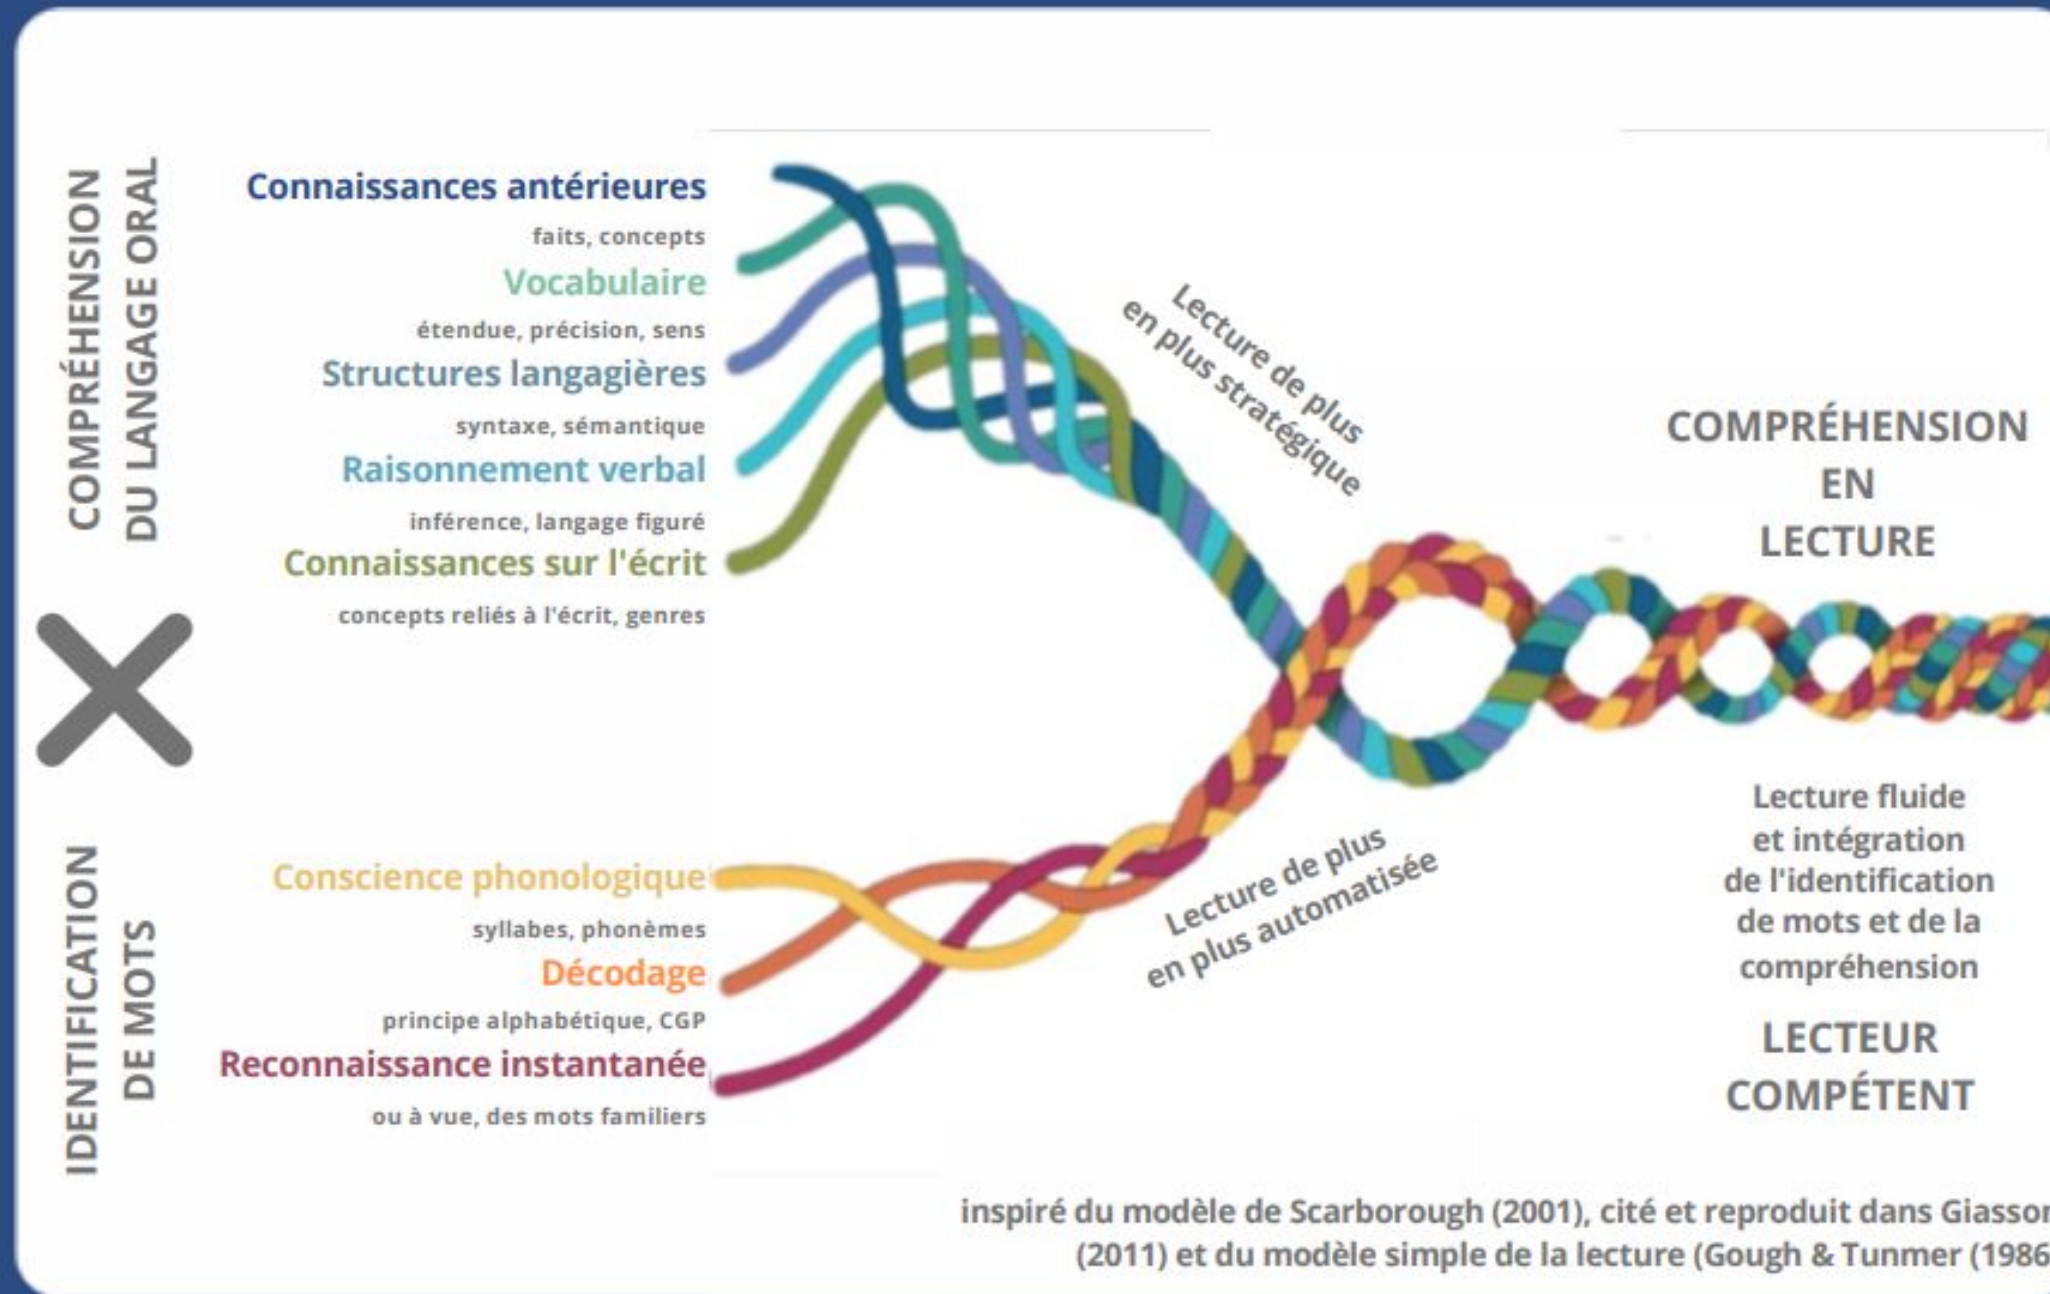 COMPRÉHENSION
DU LANGAGE ORAL
Connaissances antérieures
faits, concepts
Vocabulaire
étendue, précision, sens
Structures langagières
syntaxe, sémantique
Raisonnement verbal
inférence, langage figuré
Connaissances sur l'écrit
concepts reliés à l'écrit, genres
IDENTIFICATION
DE MOTS
Conscience phonologique
syllabes, phonèmes
Décodage
principe alphabétique, CGP
Reconnaissance instantanée
ou à vue, des mots familiers
Lecture de plus
en plus stratégique
Lecture de plus
en plus automatisée
COMPRÉHENSION
EN
LECTURE
Lecture fluide
et intégration
de l'identification
de mots et de la
compréhension
LECTEUR
COMPÉTENT
inspiré du modèle de Scarborough (2001), cité et reproduit dans Giasson
(2011) et du modèle simple de la lecture (Gough & Tunmer (1986